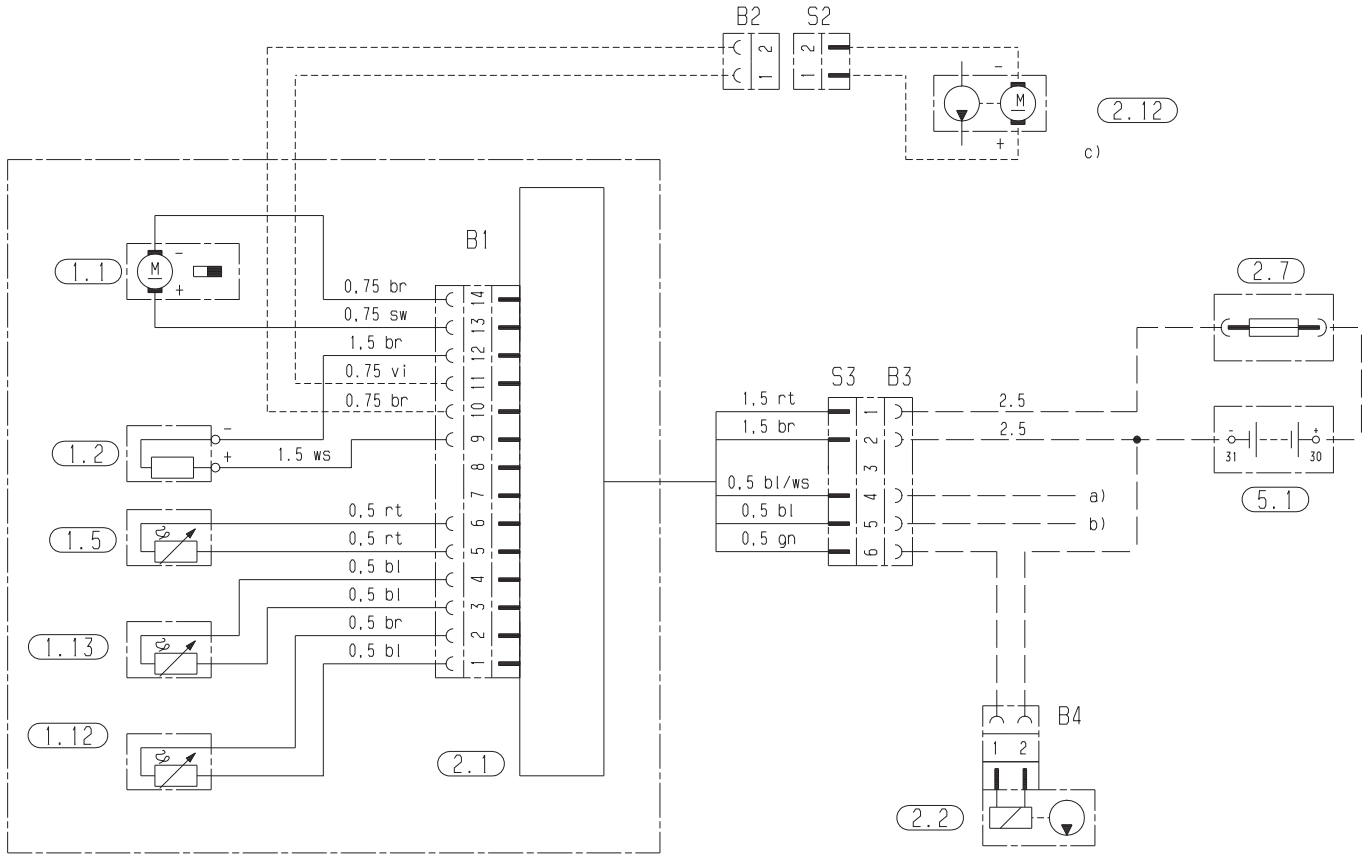 B2 S2
2 2
1 1
-
M
+
2.12
c)
B1
1.1
-
M
+
0,75 br 14
0,75 sw 13
1,5 br 12
0.75 vi 11
0.75 br 10
1.2
-
+
1.5 ws 9
8
7
1.5
0,5 rt 6
0,5 rt 5
0,5 bl 4
0,5 bl 3
1.13
0,5 br 2
0,5 bl 1
1.12
2.1
2.7
S3 B3
1,5 rt 1 2.5
1,5 br 2 2.5
3
0,5 bl/ws 4 a)
0,5 bl 5 b)
0,5 gn 6
- +
31 30
5.1
B4
1 2
2.2